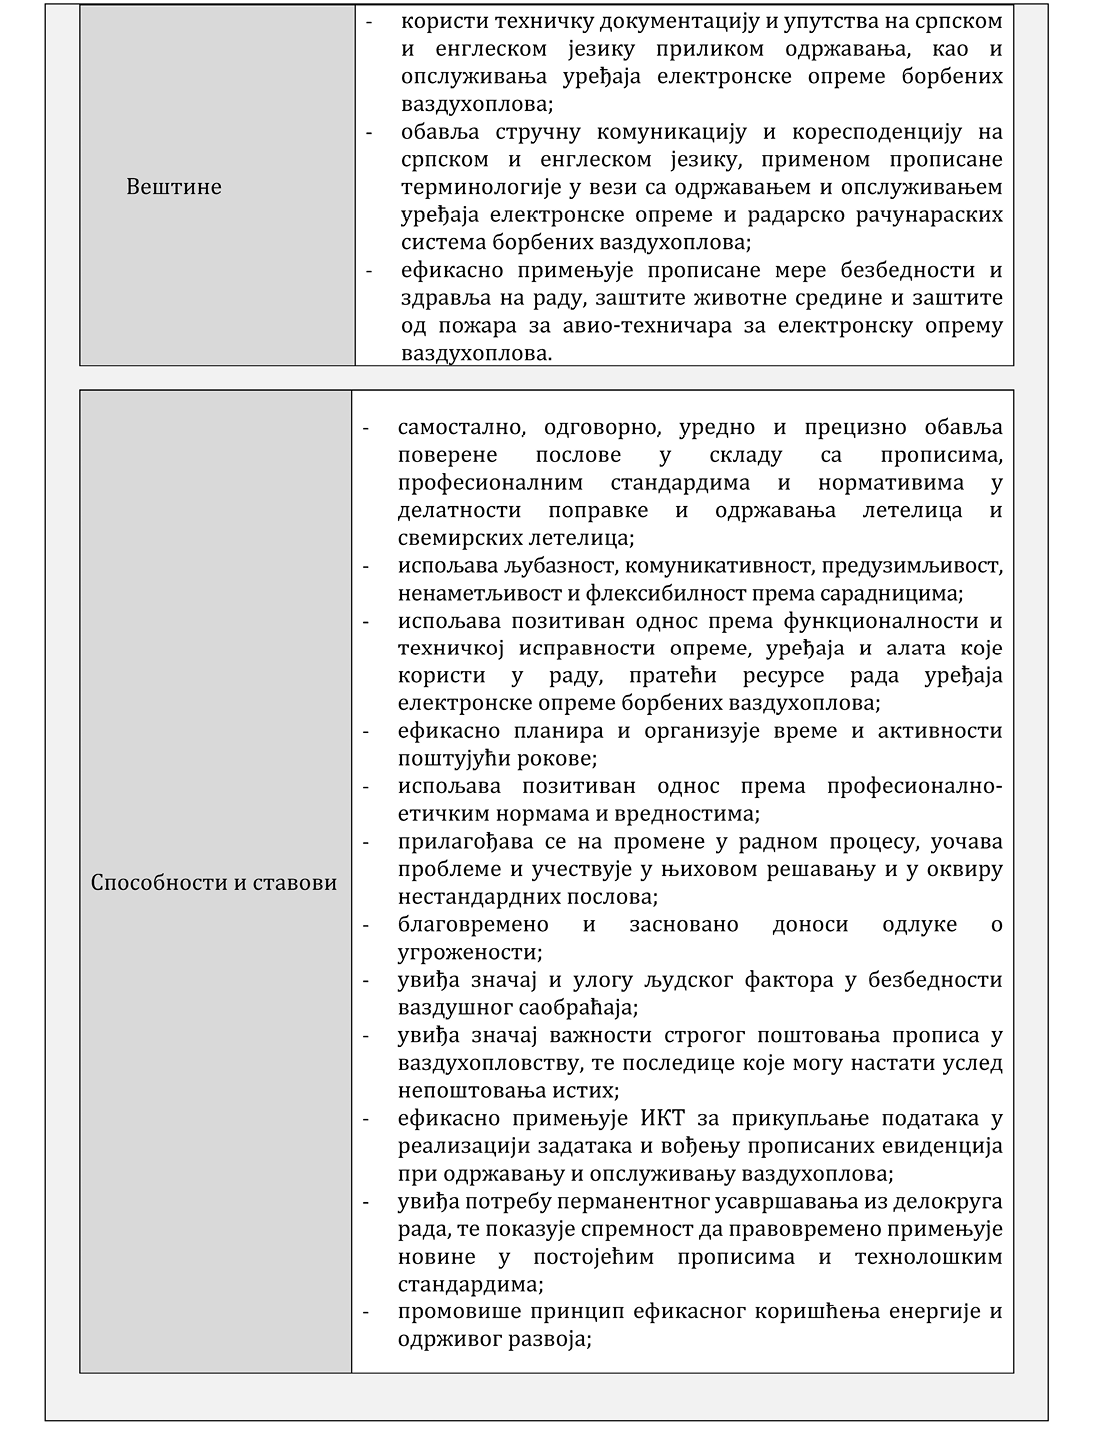 Вештине
- користи техничку документацију и упутства на српском
и енглеском језику приликом одржавања, као и
опслуживања уређаја електронске опреме борбених
ваздухоплова;
- обавља стручну комуникацију и коресподенцију на
српском и енглеском језику, применом прописане
терминологије у вези са одржавањем и опслуживањем
уређаја електронске опреме и радарско рачунараских
система борбених ваздухоплова;
- ефикасно примењује прописане мере безбедности и
здравља на раду, заштите животне средине и заштите
од пожара за авио-техничара за електронску опрему
ваздухоплова.
Способности и ставови
- самостално, одговорно, уредно и прецизно обавља
поверене послове у складу са прописима,
професионалним стандардима и нормативима у
делатности поправке и одржавања летелица и
свемирских летелица;
- испољава љубазност, комуникативност, предузимљивост,
ненаметљивост и флексибилност према сарадницима;
- испољава позитиван однос према функционалности и
техничкој исправности опреме, уређаја и алата које
користи у раду, пратећи ресурсе рада уређаја
електронске опреме борбених ваздухоплова;
- ефикасно планира и организује време и активности
поштујући рокове;
- испољава позитиван однос према професионално-
етичким нормама и вредностима;
- прилагођава се на промене у радном процесу, уочава
проблеме и учествује у њиховом решавању и у оквиру
нестандардних послова;
- благовремено и засновано доноси одлуке о
угрожености;
- увиђа значај и улогу људског фактора у безбедности
ваздушног саобраћаја;
- увиђа значај важности строгог поштовања прописа у
ваздухопловству, те последице које могу настати услед
непоштовања истих;
- ефикасно примењује ИКТ за прикупљање података у
реализацији задатака и вођењу прописаних евиденција
при одржавању и опслуживању ваздухоплова;
- увиђа потребу перманентног усавршавања из делокруга
рада, те показује спремност да правовремено примењује
новине у постојећим прописима и технолошким
стандардима;
- промовише принцип ефикасног коришћења енергије и
одрживог развоја;